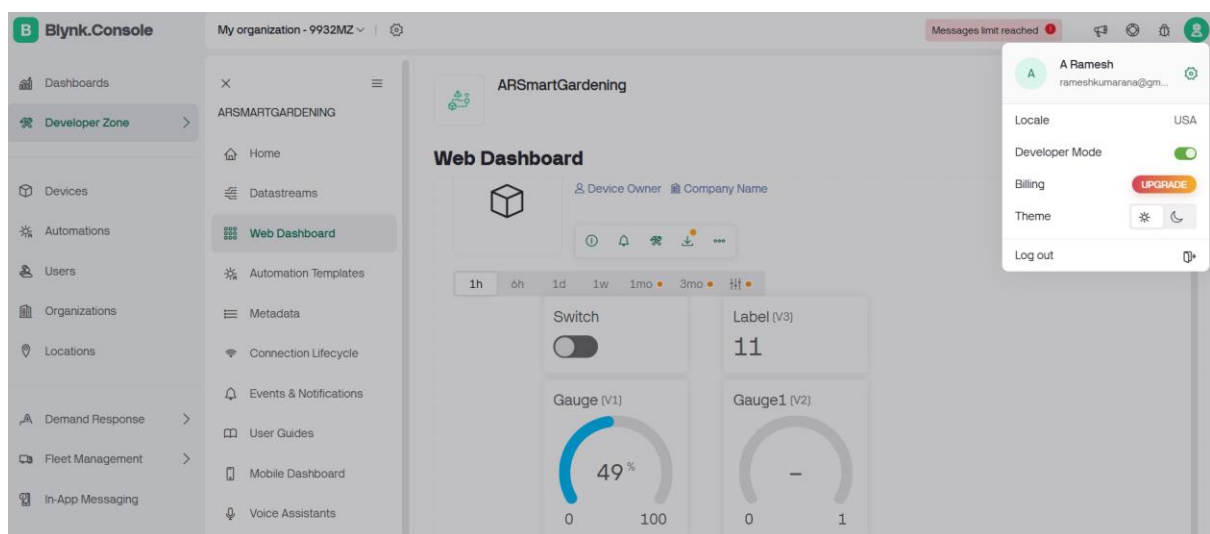 B Blynk.Console
My organization - 9932MZ
Messages limit reached
Dashboards
Developer Zone
Devices
Automations
Users
Organizations
Locations
Demand Response
Fleet Management
In-App Messaging
ARSMARTGARDENING
Home
Datastreams
Web Dashboard
Automation Templates
Metadata
Connection Lifecycle
Events & Notifications
User Guides
Mobile Dashboard
Voice Assistants
ARSmartGardening
Web Dashboard
Device Owner Company Name
1h 6h 1d 1w 1mo 3mo
Switch
Label (V3)
11
Gauge (V1)
49%
0 100
Gauge1 (V2)
–
0 1
A
A Ramesh
rameshkumarana@gm...
Locale USA
Developer Mode
Billing UPGRADE
Theme
Log out